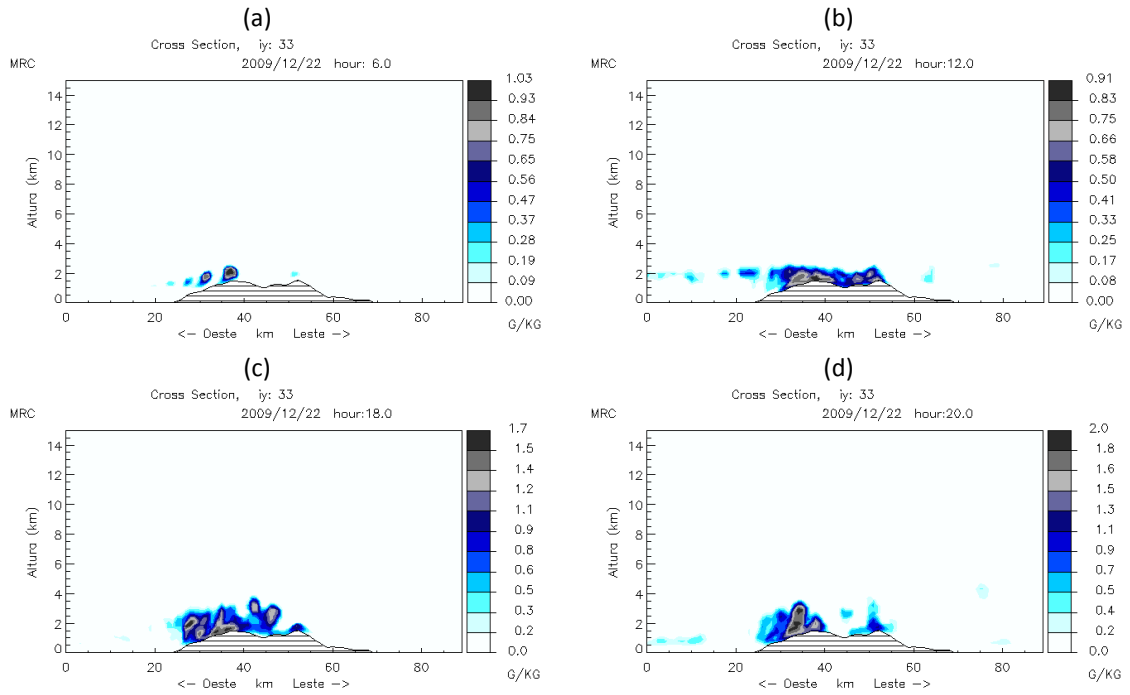 (a)
Cross Section, iy: 33
MRC 2009/12/22 hour: 6.0
1.03
0.93
0.84
0.75
0.65
0.56
0.47
0.37
0.28
0.19
0.09
0.00
G/KG
Altura (km)
14
12
10
8
6
4
2
0
0 20 40 60 80
<- Oeste km Leste ->
(b)
Cross Section, iy: 33
MRC 2009/12/22 hour:12.0
0.91
0.83
0.75
0.66
0.58
0.50
0.41
0.33
0.25
0.17
0.08
0.00
G/KG
Altura (km)
14
12
10
8
6
4
2
0
0 20 40 60 80
<- Oeste km Leste ->
(c)
Cross Section, iy: 33
MRC 2009/12/22 hour:18.0
1.7
1.5
1.4
1.2
1.1
0.9
0.8
0.6
0.5
0.3
0.2
0.0
G/KG
Altura (km)
14
12
10
8
6
4
2
0
0 20 40 60 80
<- Oeste km Leste ->
(d)
Cross Section, iy: 33
MRC 2009/12/22 hour:20.0
2.0
1.8
1.6
1.5
1.3
1.1
0.9
0.7
0.5
0.4
0.2
0.0
G/KG
Altura (km)
14
12
10
8
6
4
2
0
0 20 40 60 80
<- Oeste km Leste ->